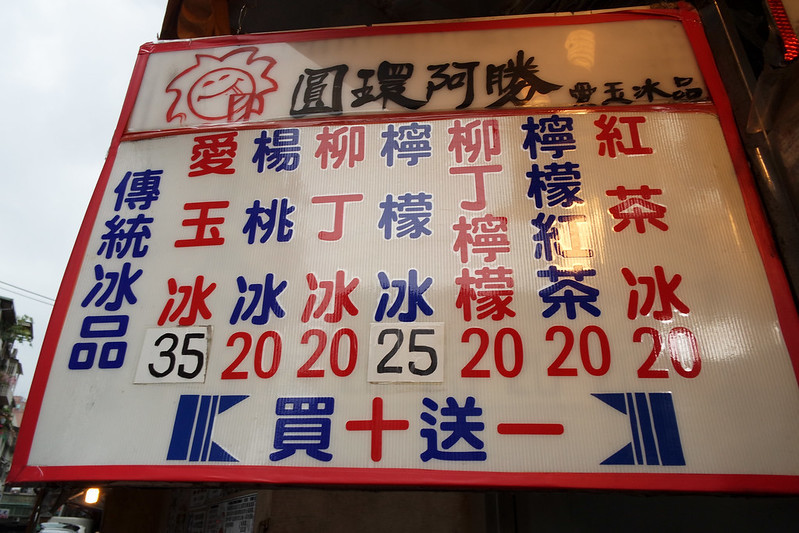 圓環阿勝 愛玉冰品
傳統冰品
愛玉冰 35
楊桃冰 20
柳丁冰 20
檸檬冰 25
柳丁檸檬 20
檸檬紅茶 20
紅茶冰 20
買十送一